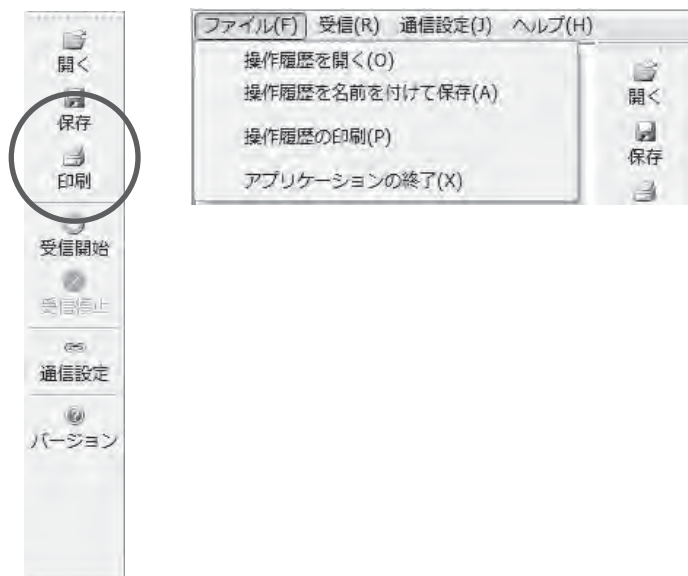 開く
保存
印刷
受信開始
受信停止
通信設定
バージョン
ファイル(F) 受信(R) 通信設定(J) ヘルプ(H)
操作履歴を開く(O)
操作履歴を名前を付けて保存(A)
操作履歴の印刷(P)
アプリケーションの終了(X)
開く
保存